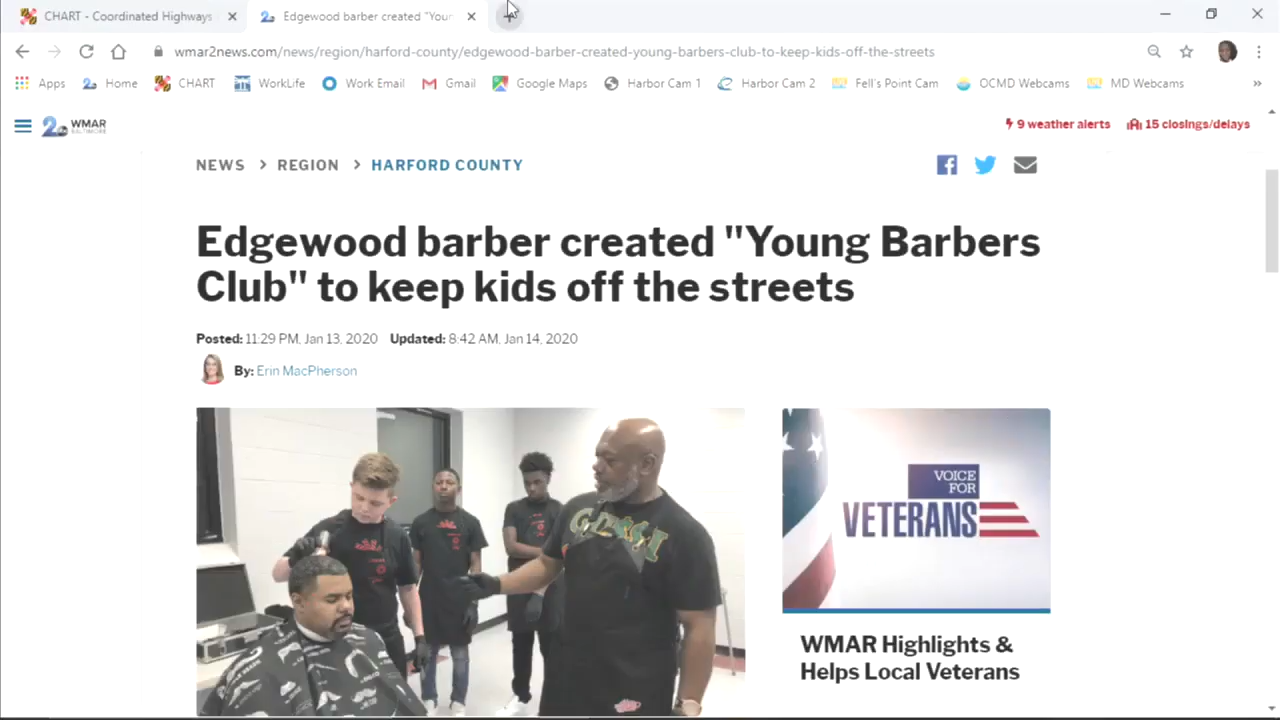 CHART - Coordinated Highways
Edgewood barber created "Youn
wmar2news.com/news/region/harford-county/edgewood-barber-created-young-barbers-club-to-keep-kids-off-the-streets
Apps Home CHART WorkLife Work Email Gmail Google Maps Harbor Cam 1 Harbor Cam 2 Fell's Point Cam OCMD Webcams MD Webcams »
2 abc WMAR BALTIMORE
9 weather alerts 15 closings/delays
NEWS > REGION > HARFORD COUNTY
Edgewood barber created "Young Barbers
Club" to keep kids off the streets
Posted: 11:29 PM, Jan 13, 2020 Updated: 8:42 AM, Jan 14, 2020
By: Erin MacPherson
VOICE
FOR
VETERANS
WMAR Highlights &
Helps Local Veterans